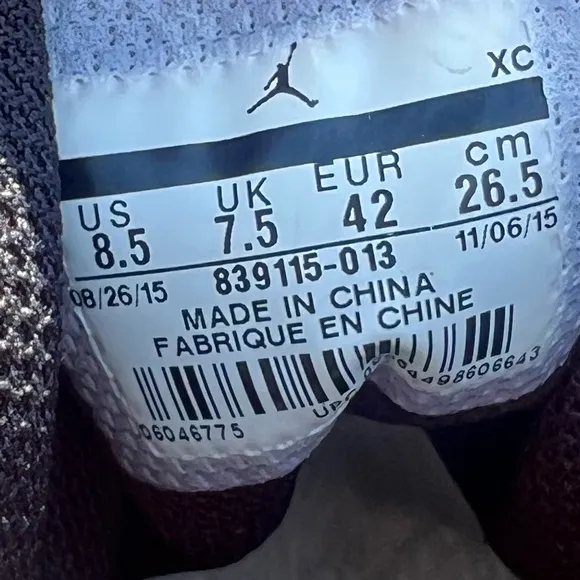 XC
US UK EUR cm
8.5 7.5 42 26.5
08/26/15 839115-013 11/06/15
MADE IN CHINA
FABRIQUE EN CHINE
06046775